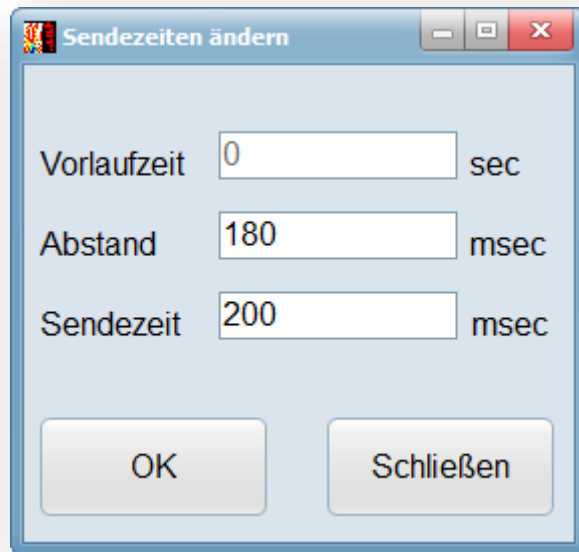 Sendezeiten ändern
Vorlaufzeit 0 sec
Abstand 180 msec
Sendezeit 200 msec
OK Schließen